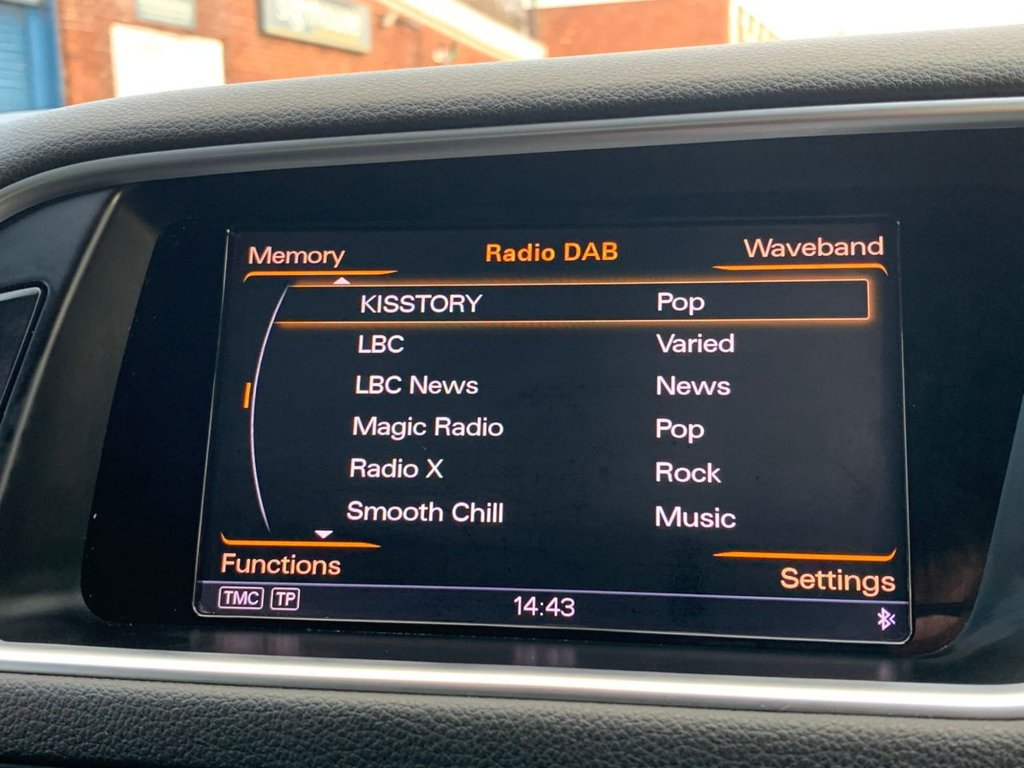 Memory Radio DAB Waveband
KISSTORY Pop
LBC Varied
LBC News News
Magic Radio Pop
Radio X Rock
Smooth Chill Music
Functions Settings
TMC TP 14:43